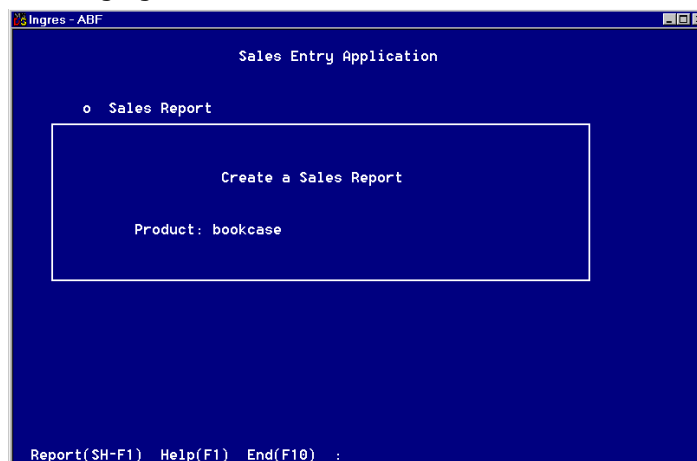 Ingres - ABF
Sales Entry Application
o Sales Report
Create a Sales Report
Product: bookcase
Report(SH-F1) Help(F1) End(F10) :